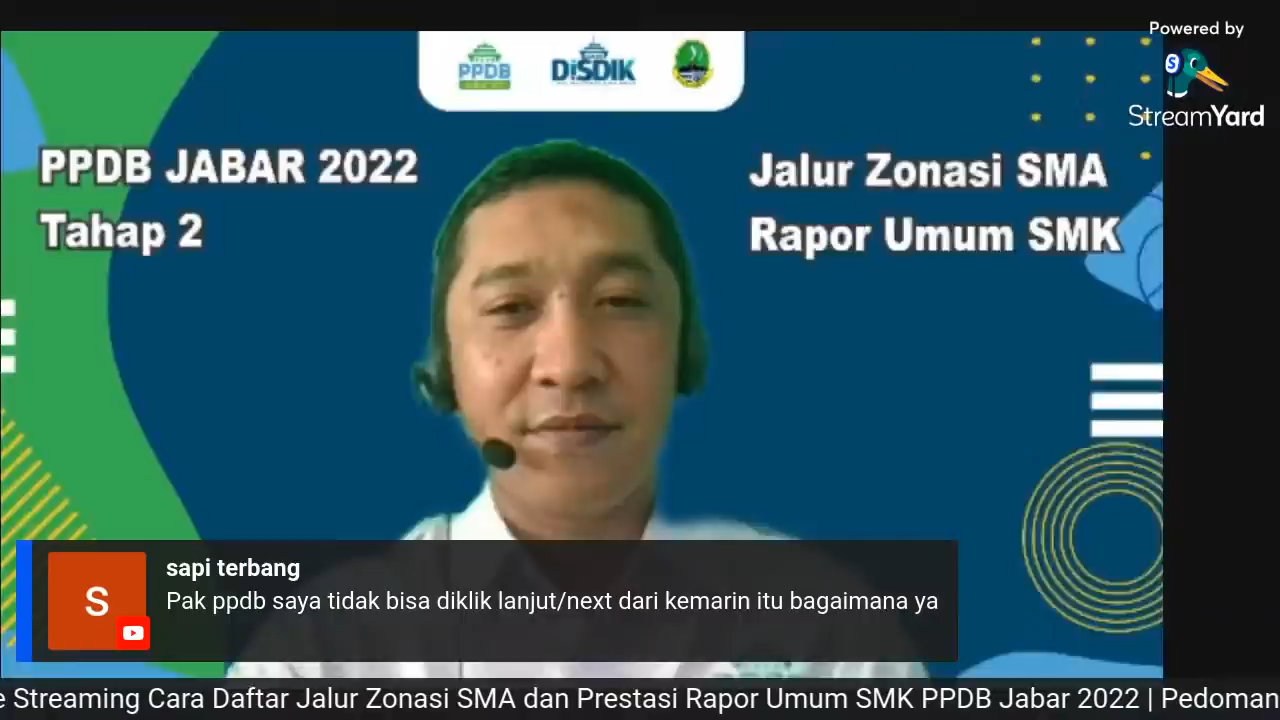 Powered by
StreamYard
PPDB
DISDIK
PPDB JABAR 2022
Tahap 2
Jalur Zonasi SMA
Rapor Umum SMK
S
sapi terbang
Pak ppdb saya tidak bisa diklik lanjut/next dari kemarin itu bagaimana ya
e Streaming Cara Daftar Jalur Zonasi SMA dan Prestasi Rapor Umum SMK PPDB Jabar 2022 | Pedoman